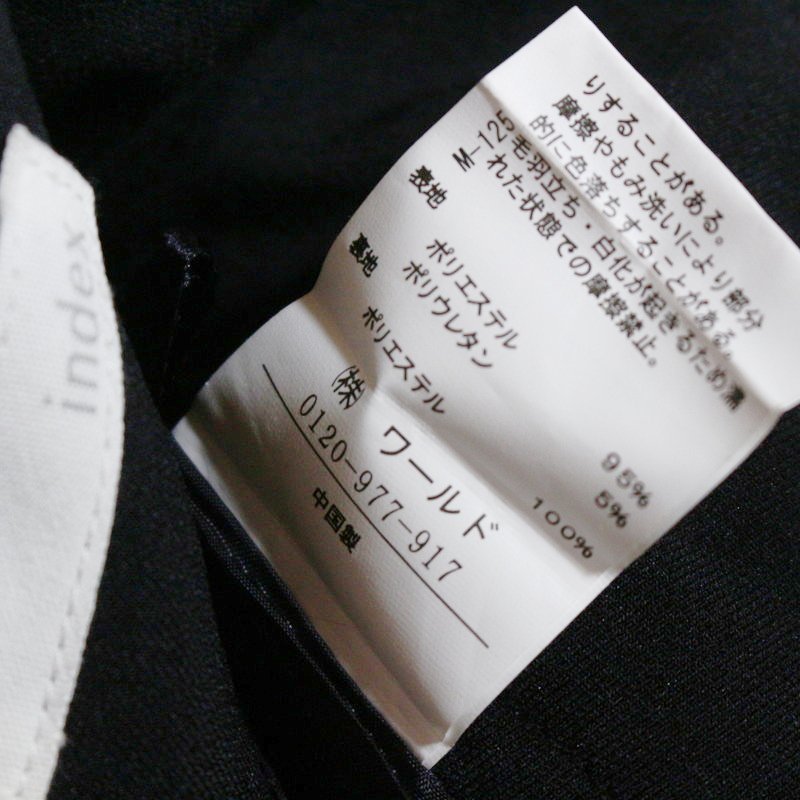 index
りすることがある。
摩擦やもみ洗いにより部分
的に色落ちすることがある。
毛羽立ち・白化が起きるため濡
れた状態での摩擦禁止。
M-125
表地 ポリエステル 95%
ポリウレタン 5%
裏地 ポリエステル 100%
(株) ワールド
0120-977-917
中国製